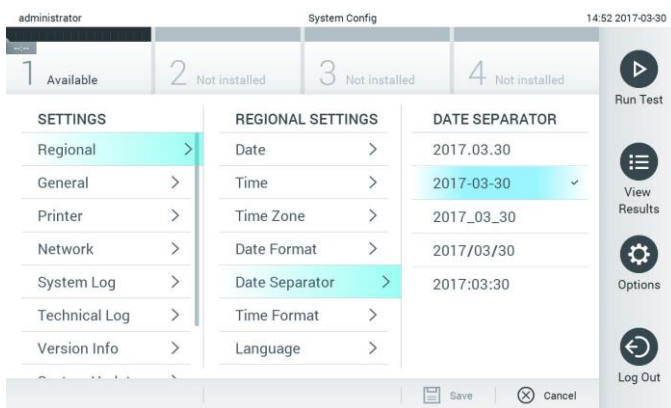 administrator System Config 14:52 2017-03-30
--:--
1 Available 2 Not installed 3 Not installed 4 Not installed
Run Test
SETTINGS
Regional
General
Printer
Network
System Log
Technical Log
Version Info
REGIONAL SETTINGS
Date
Time
Time Zone
Date Format
Date Separator
Time Format
Language
DATE SEPARATOR
2017.03.30
2017-03-30
2017_03_30
2017/03/30
2017:03:30
View
Results
Options
Log Out
Save Cancel